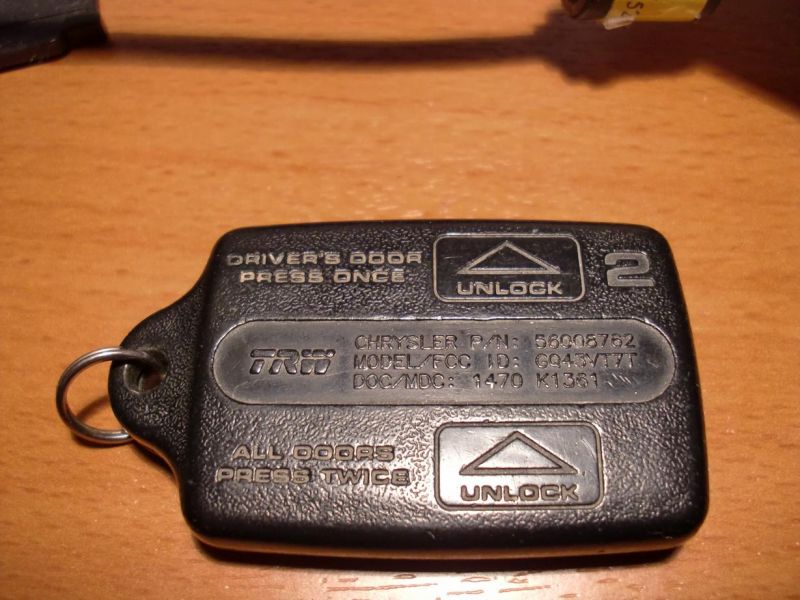 DRIVER'S DOOR
PRESS ONCE
UNLOCK
2
TRW
CHRYSLER P/N: 56008762
MODEL/FCC ID: GQ43VT7T
DOC/MDC: 1470 K1361
ALL DOORS
PRESS TWICE
UNLOCK